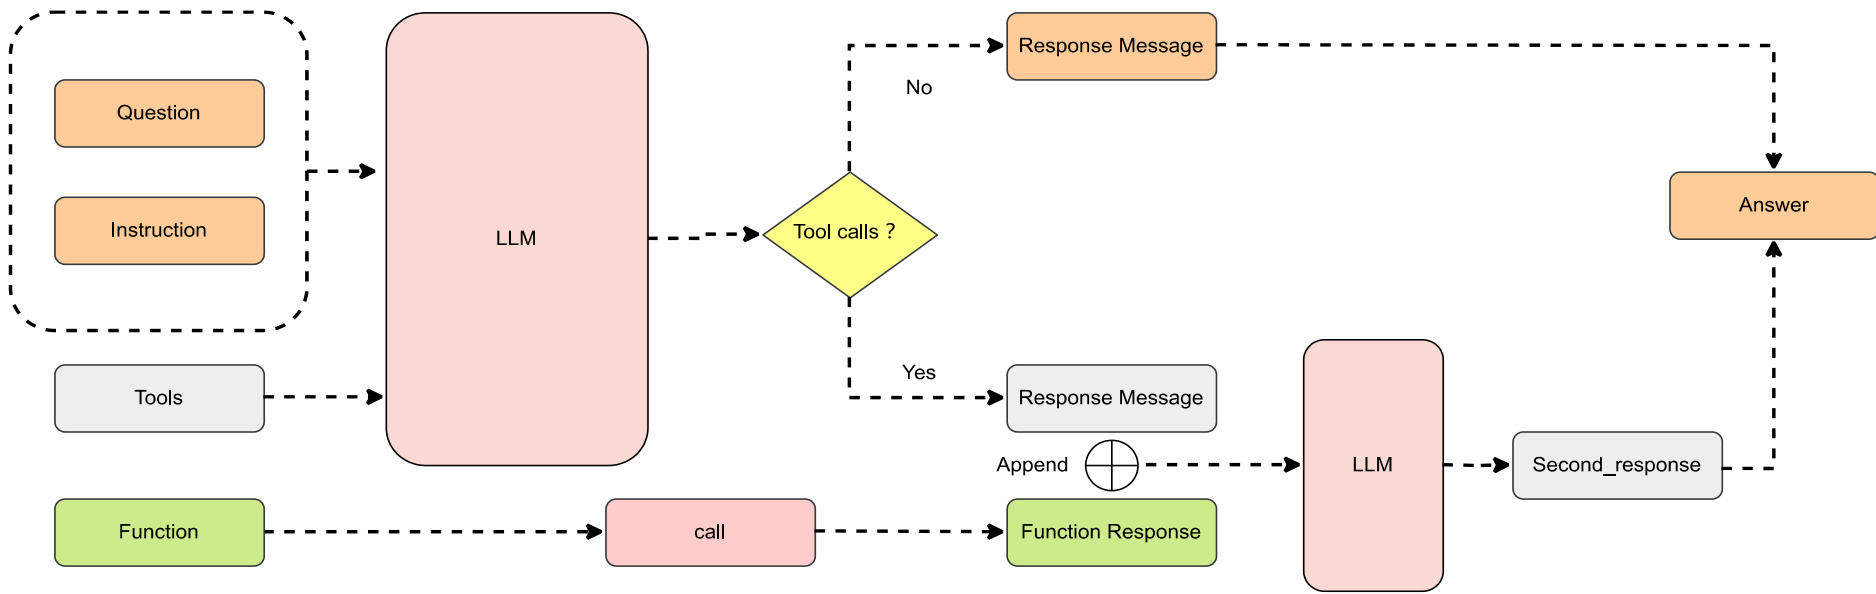 Question
Instruction
Tools
Function
LLM
call
Tool calls ?
No
Yes
Response Message
Response Message
Append
Function Response
LLM
Second_response
Answer